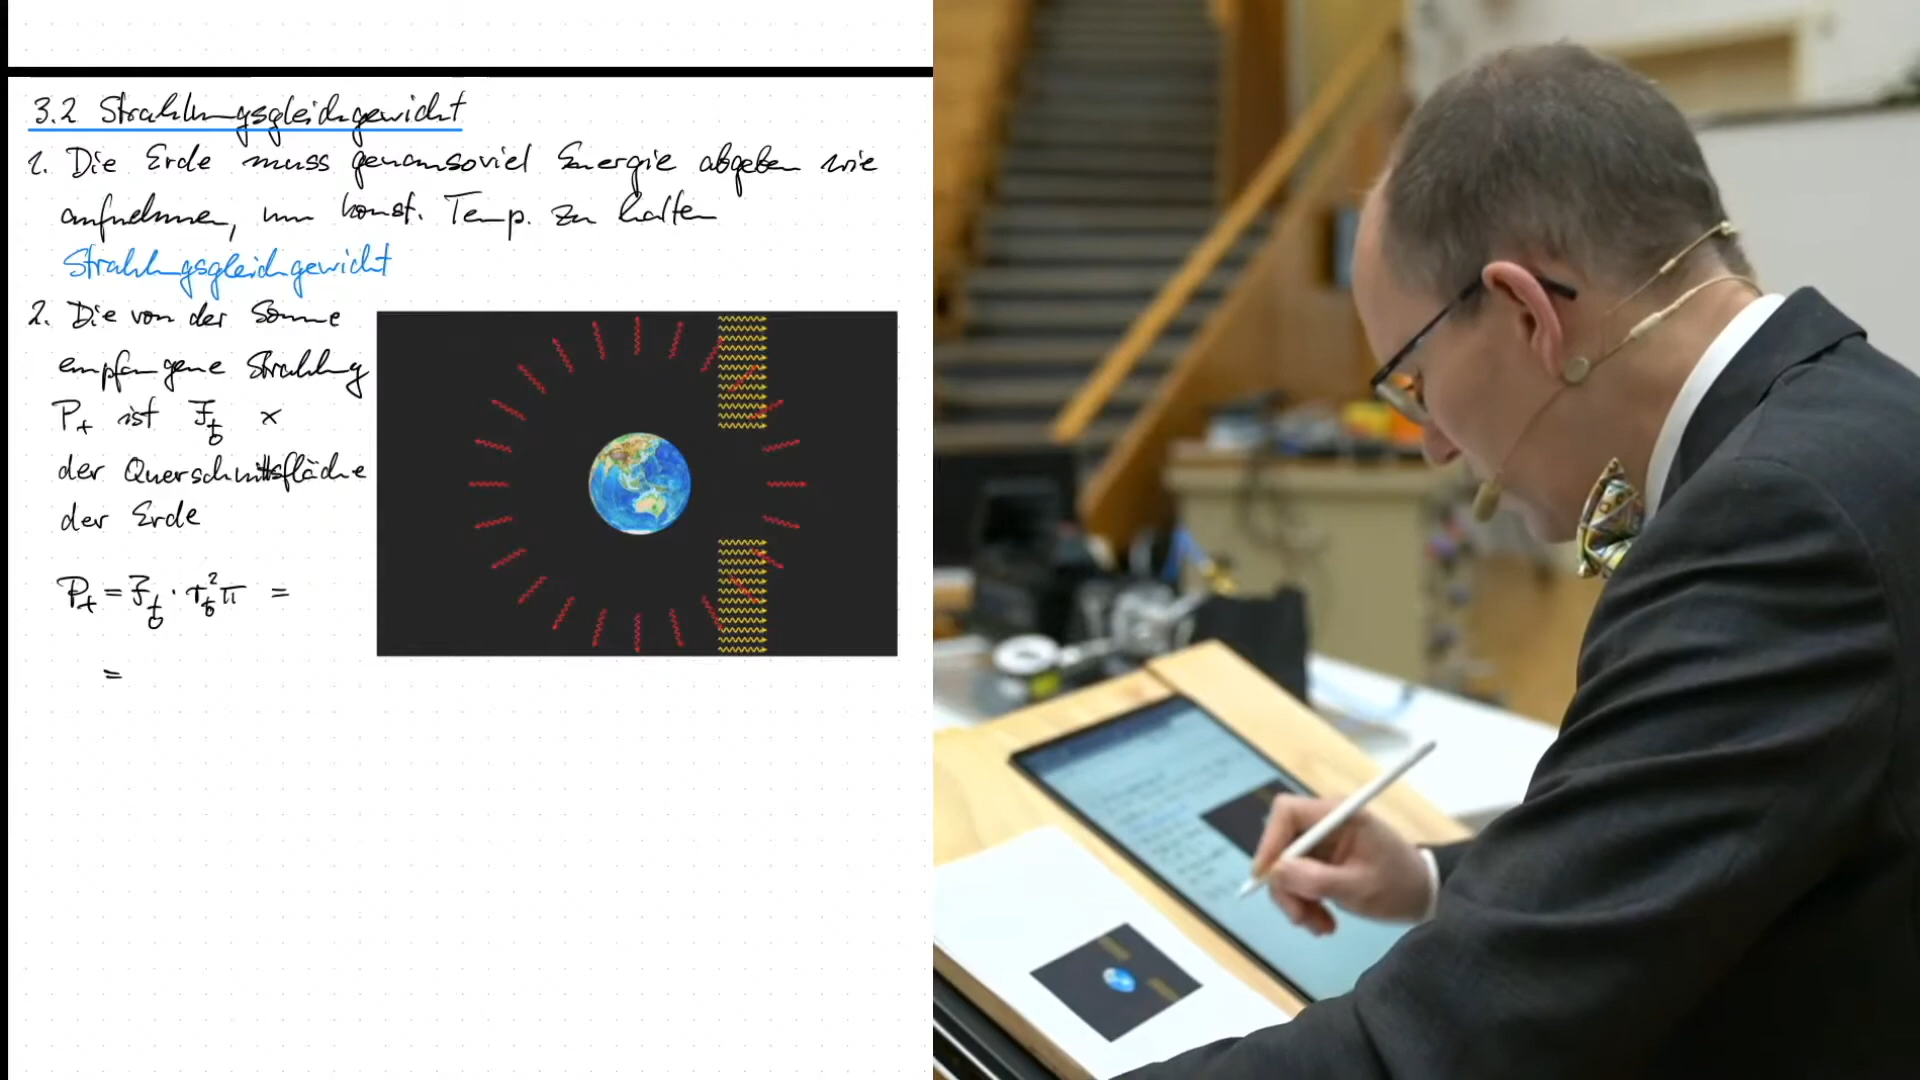 3.2 Strahlungsgleichgewicht
1. Die Erde muss genausoviel Energie abgeben wie
aufnehmen, um konst. Temp. zu halten
Strahlungsgleichgewicht
2. Die von der Sonne
empfangene Strahlung
P₊ ist F♁ ×
der Querschnittsfläche
der Erde
P₊ = F♁ · r♁² π =
=